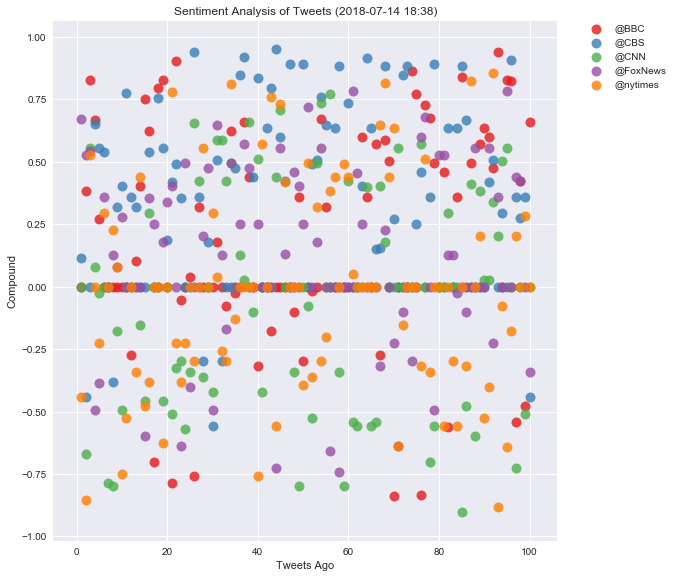 Sentiment Analysis of Tweets (2018-07-14 18:38)
1.00
0.75
0.50
0.25
0.00
−0.25
−0.50
−0.75
−1.00
Compound
0
20
40
60
80
100
Tweets Ago
@BBC
@CBS
@CNN
@FoxNews
@nytimes